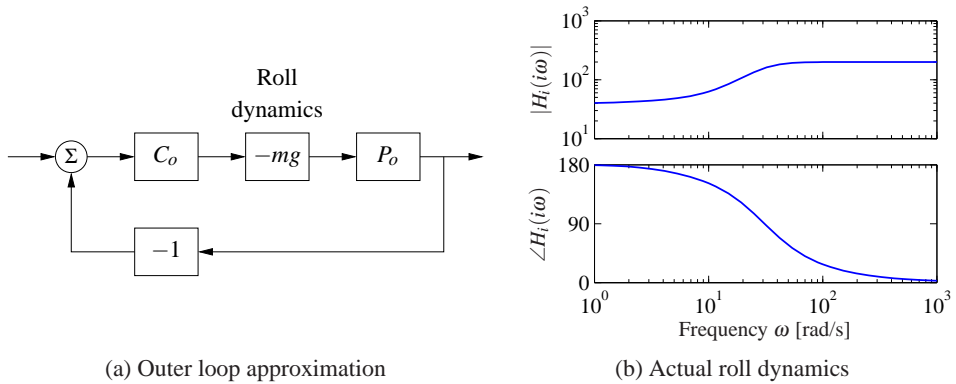 Roll
dynamics
Σ
C_o
−mg
P_o
−1
(a) Outer loop approximation
|H_i(iω)|
10^3
10^2
10^1
∠H_i(iω)
180
90
0
10^0 10^1 10^2 10^3
Frequency ω [rad/s]
(b) Actual roll dynamics